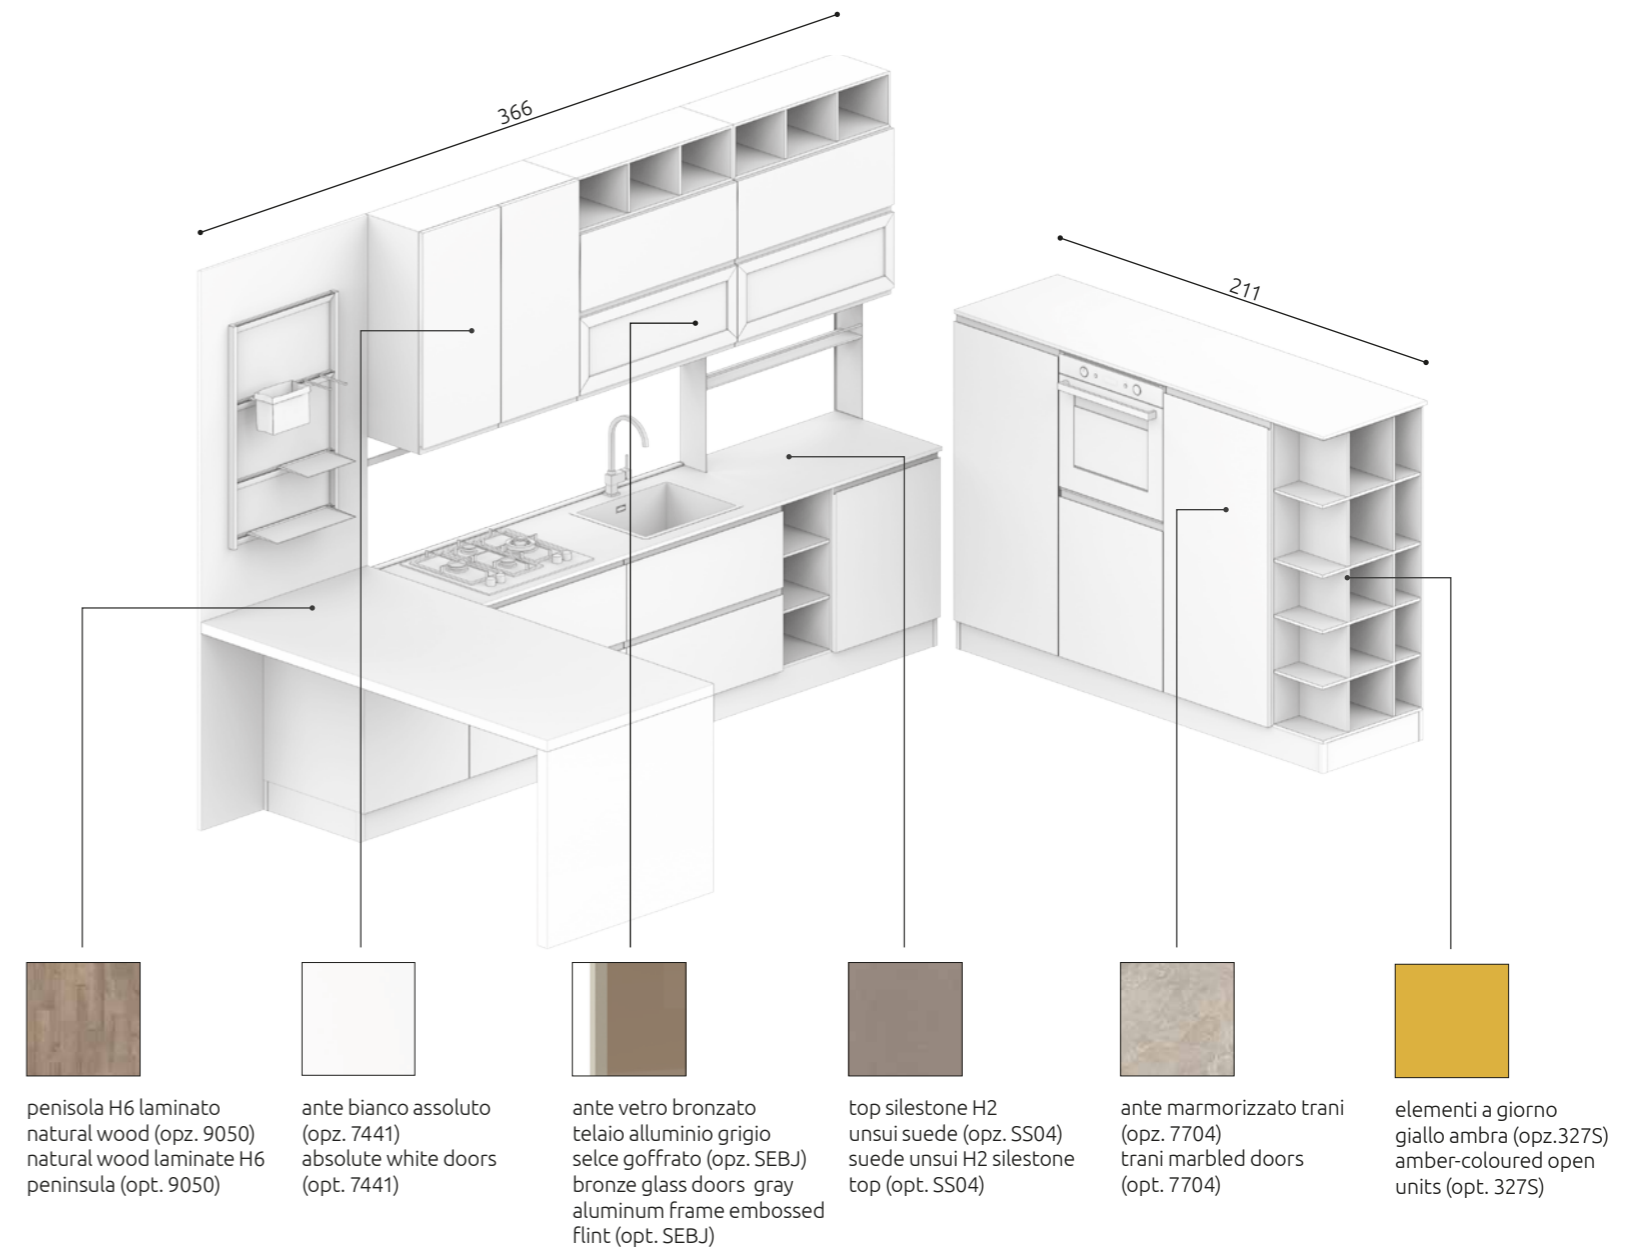 366
211
penisola H6 laminato
natural wood (opz. 9050)
natural wood laminate H6
peninsula (opt. 9050)
ante bianco assoluto
(opz. 7441)
absolute white doors
(opt. 7441)
ante vetro bronzato
telaio alluminio grigio
selce goffrato (opz. SEBJ)
bronze glass doors  gray
aluminum frame embossed
flint (opt. SEBJ)
top silestone H2
unsui suede (opz. SS04)
suede unsui H2 silestone
top (opt. SS04)
ante marmorizzato trani
(opz. 7704)
trani marbled doors
(opt. 7704)
elementi a giorno
giallo ambra (opz.327S)
amber-coloured open
units (opt. 327S)